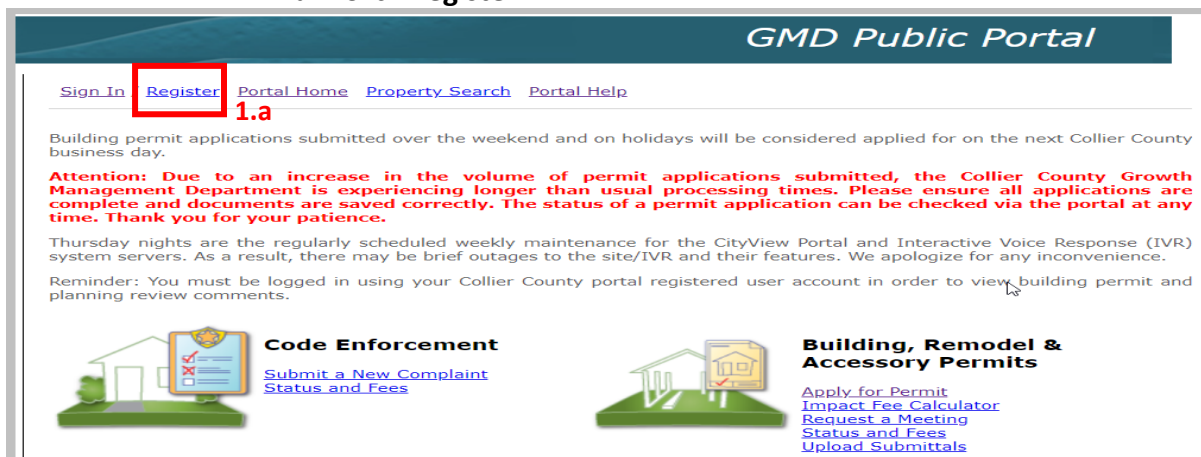 Register
GMD Public Portal
Sign In / Register Portal Home Property Search Portal Help
1.a
Building permit applications submitted over the weekend and on holidays will be considered applied for on the next Collier County
business day.
Attention: Due to an increase in the volume of permit applications submitted, the Collier County Growth
Management Department is experiencing longer than usual processing times. Please ensure all applications are
complete and documents are saved correctly. The status of a permit application can be checked via the portal at any
time. Thank you for your patience.
Thursday nights are the regularly scheduled weekly maintenance for the CityView Portal and Interactive Voice Response (IVR)
system servers. As a result, there may be brief outages to the site/IVR and their features. We apologize for any inconvenience.
Reminder: You must be logged in using your Collier County portal registered user account in order to view building permit and
planning review comments.
Code Enforcement
Submit a New Complaint
Status and Fees
Building, Remodel &
Accessory Permits
Apply for Permit
Impact Fee Calculator
Request a Meeting
Status and Fees
Upload Submittals